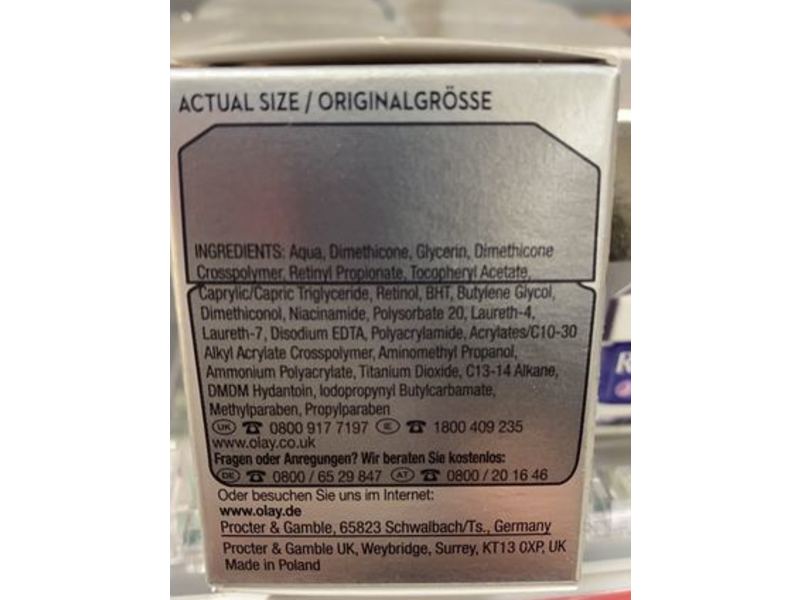 ACTUAL SIZE / ORIGINALGRÖSSE
INGREDIENTS: Aqua, Dimethicone, Glycerin, Dimethicone
Crosspolymer, Retinyl Propionate, Tocopheryl Acetate,
Caprylic/Capric Triglyceride, Retinol, BHT, Butylene Glycol,
Dimethiconol, Niacinamide, Polysorbate 20, Laureth-4,
Laureth-7, Disodium EDTA, Polyacrylamide, Acrylates/C10-30
Alkyl Acrylate Crosspolymer, Aminomethyl Propanol,
Ammonium Polyacrylate, Titanium Dioxide, C13-14 Alkane,
DMDM Hydantoin, Iodopropynyl Butylcarbamate,
Methylparaben, Propylparaben
UK ☎ 0800 917 7197 IE ☎ 1800 409 235
www.olay.co.uk
Fragen oder Anregungen? Wir beraten Sie kostenlos:
DE ☎ 0800 / 65 29 847 AT ☎ 0800 / 20 16 46
Oder besuchen Sie uns im Internet:
www.olay.de
Procter & Gamble, 65823 Schwalbach/Ts., Germany
Procter & Gamble UK, Weybridge, Surrey, KT13 0XP, UK
Made in Poland